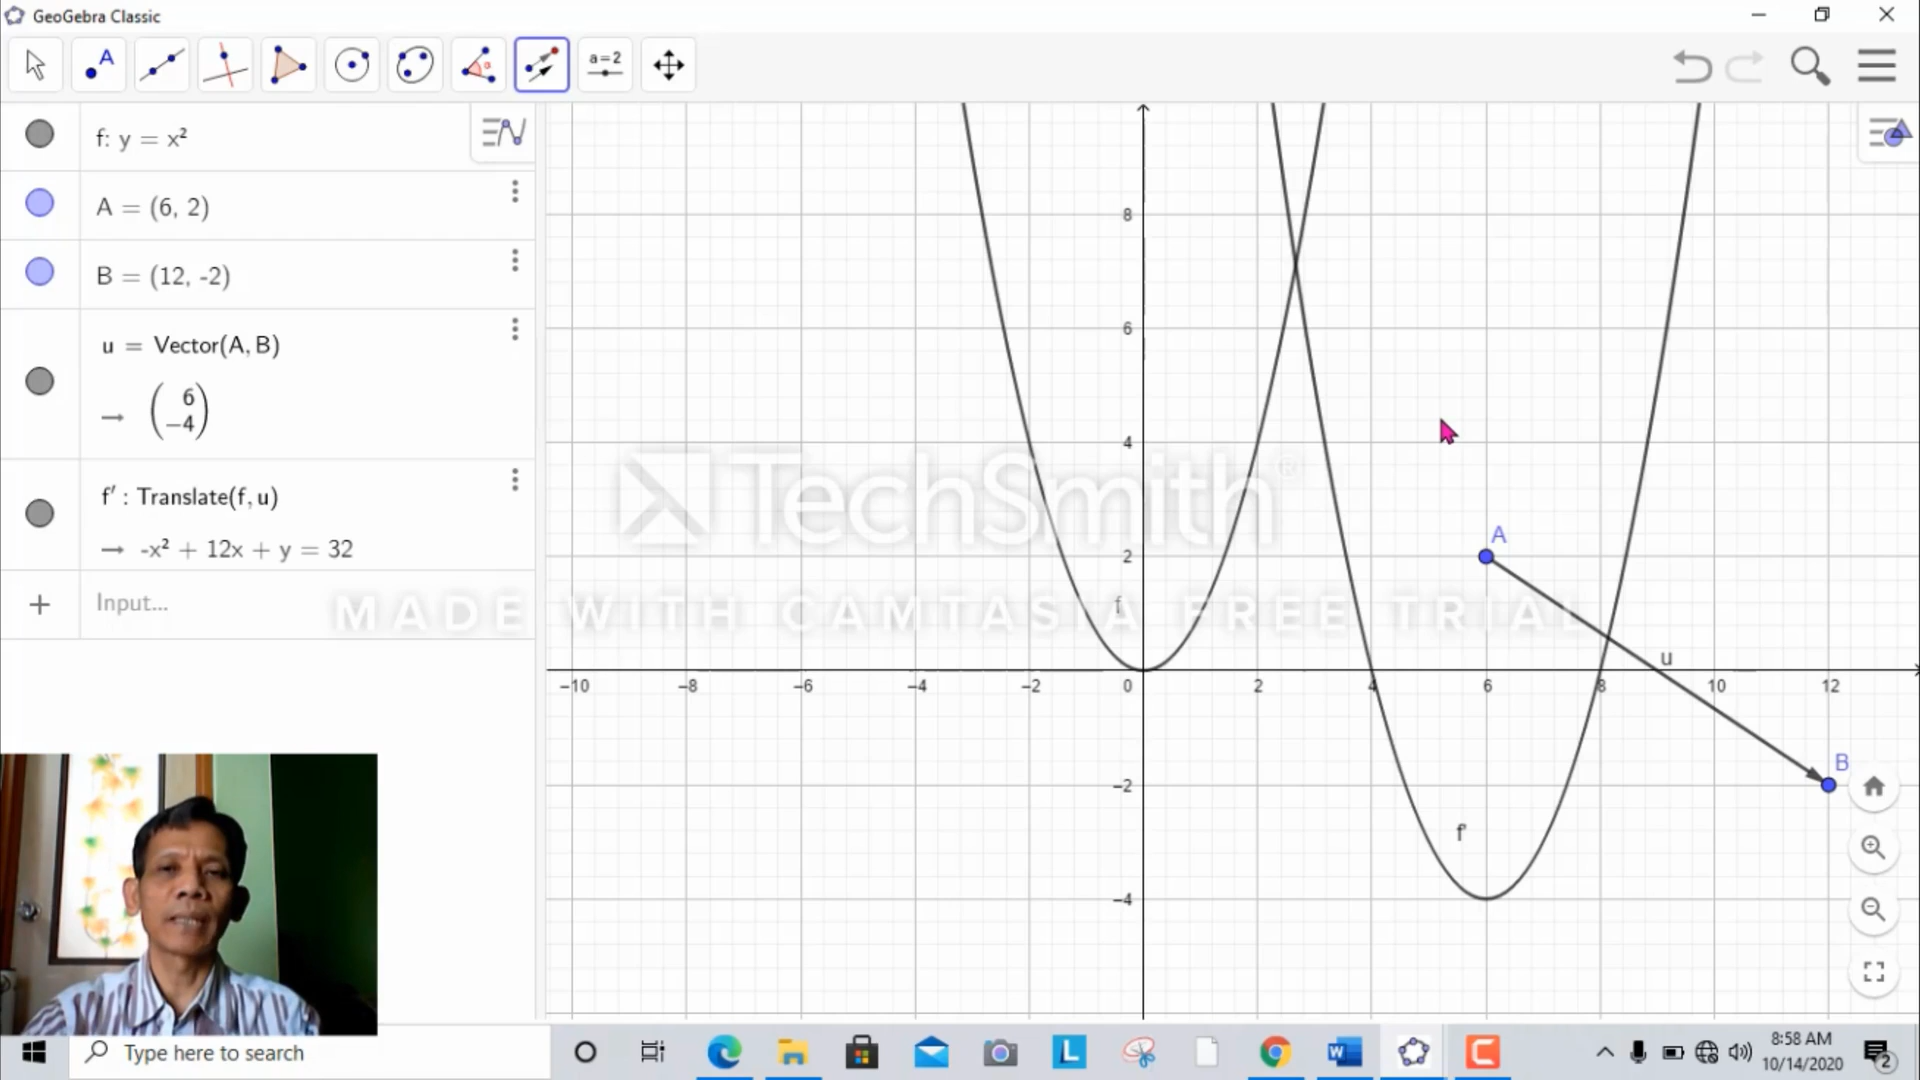 GeoGebra Classic
A
α
a=2
f: y = x²
A = (6, 2)
B = (12, -2)
u = Vector(A, B)
→ (6
−4)
f′ : Translate(f, u)
→ -x² + 12x + y = 32
+ Input...
8
6
4
2
0
−2
−4
−10 −8 −6 −4 −2 0 2 4 6 8 10 12
f
f'
A
u
B
TechSmith®
MADE WITH CAMTASIA FREE TRIAL
Type here to search
L
W
C
8:58 AM
10/14/2020
2